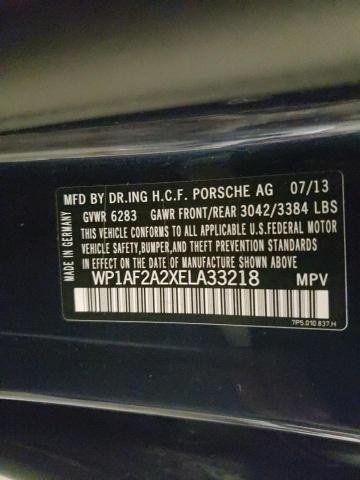 MFD BY DR.ING H.C.F. PORSCHE AG 07/13
GVWR 6283 GAWR FRONT/REAR 3042/3384 LBS
THIS VEHICLE CONFORMS TO ALL APPLICABLE U.S. FEDERAL MOTOR
VEHICLE SAFETY,BUMPER,AND THEFT PREVENTION STANDARDS
IN EFFECT ON THE DATE OF MANUFACTURE SHOWN ABOVE.
WP1AF2A2XELA33218 MPV
7P5.010.837.H
MADE IN GERMANY